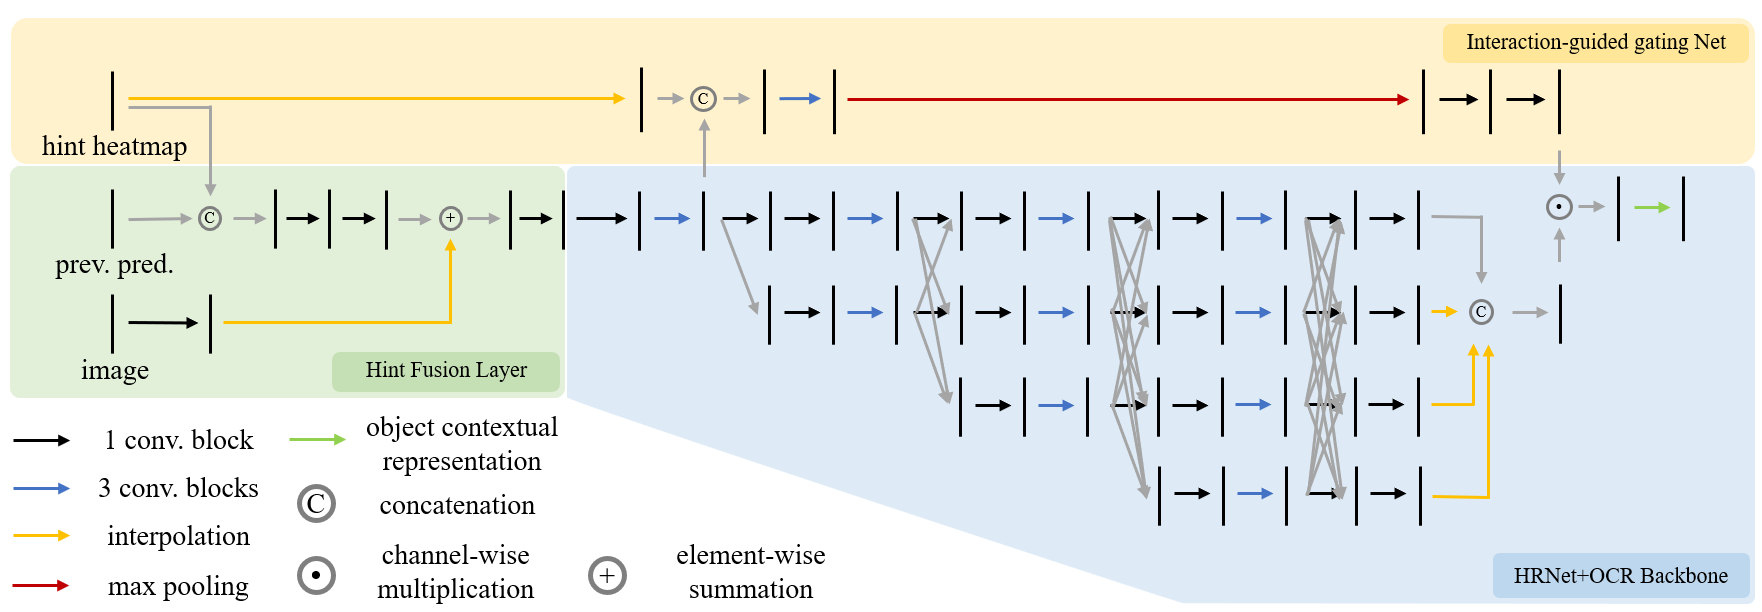 Interaction-guided gating Net
C
hint heatmap
C
+
prev. pred.
C
image
Hint Fusion Layer
1 conv. block
object contextual
representation
3 conv. blocks
C
concatenation
interpolation
channel-wise
multiplication
+
element-wise
summation
max pooling
HRNet+OCR Backbone